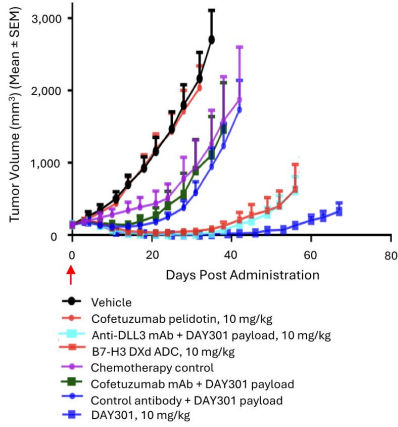 Tumor Volume (mm³) (Mean ± SEM)
3,000
2,000
1,000
0
0
20
40
60
80
Days Post Administration
Vehicle
Cofetuzumab pelidotin, 10 mg/kg
Anti-DLL3 mAb + DAY301 payload, 10 mg/kg
B7-H3 DXd ADC, 10 mg/kg
Chemotherapy control
Cofetuzumab mAb + DAY301 payload
Control antibody + DAY301 payload
DAY301, 10 mg/kg